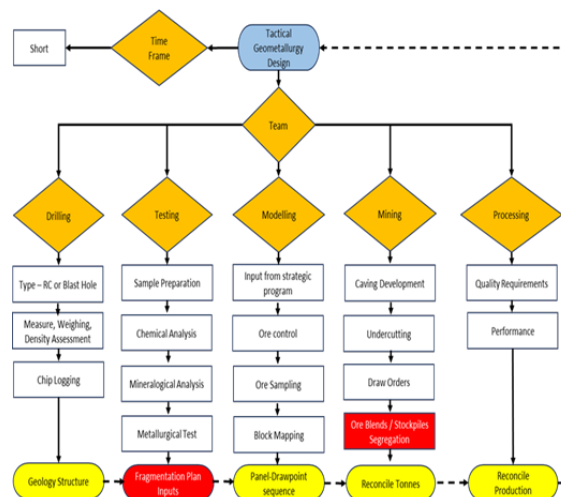 Tactical
Geometallurgy
Design
Time
Frame
Short
Team
Drilling
Testing
Modelling
Mining
Processing
Type – RC or Blast Hole
Measure, Weighing,
Density Assessment
Chip Logging
Geology Structure
Sample Preparation
Chemical Analysis
Mineralogical Analysis
Metallurgical Test
Fragmentation Plan
Inputs
Input from strategic
program
Ore control
Ore Sampling
Block Mapping
Panel-Drawpoint
sequence
Caving Development
Undercutting
Draw Orders
Ore Blends / Stockpiles
Segregation
Reconcile Tonnes
Quality Requirements
Performance
Reconcile
Production